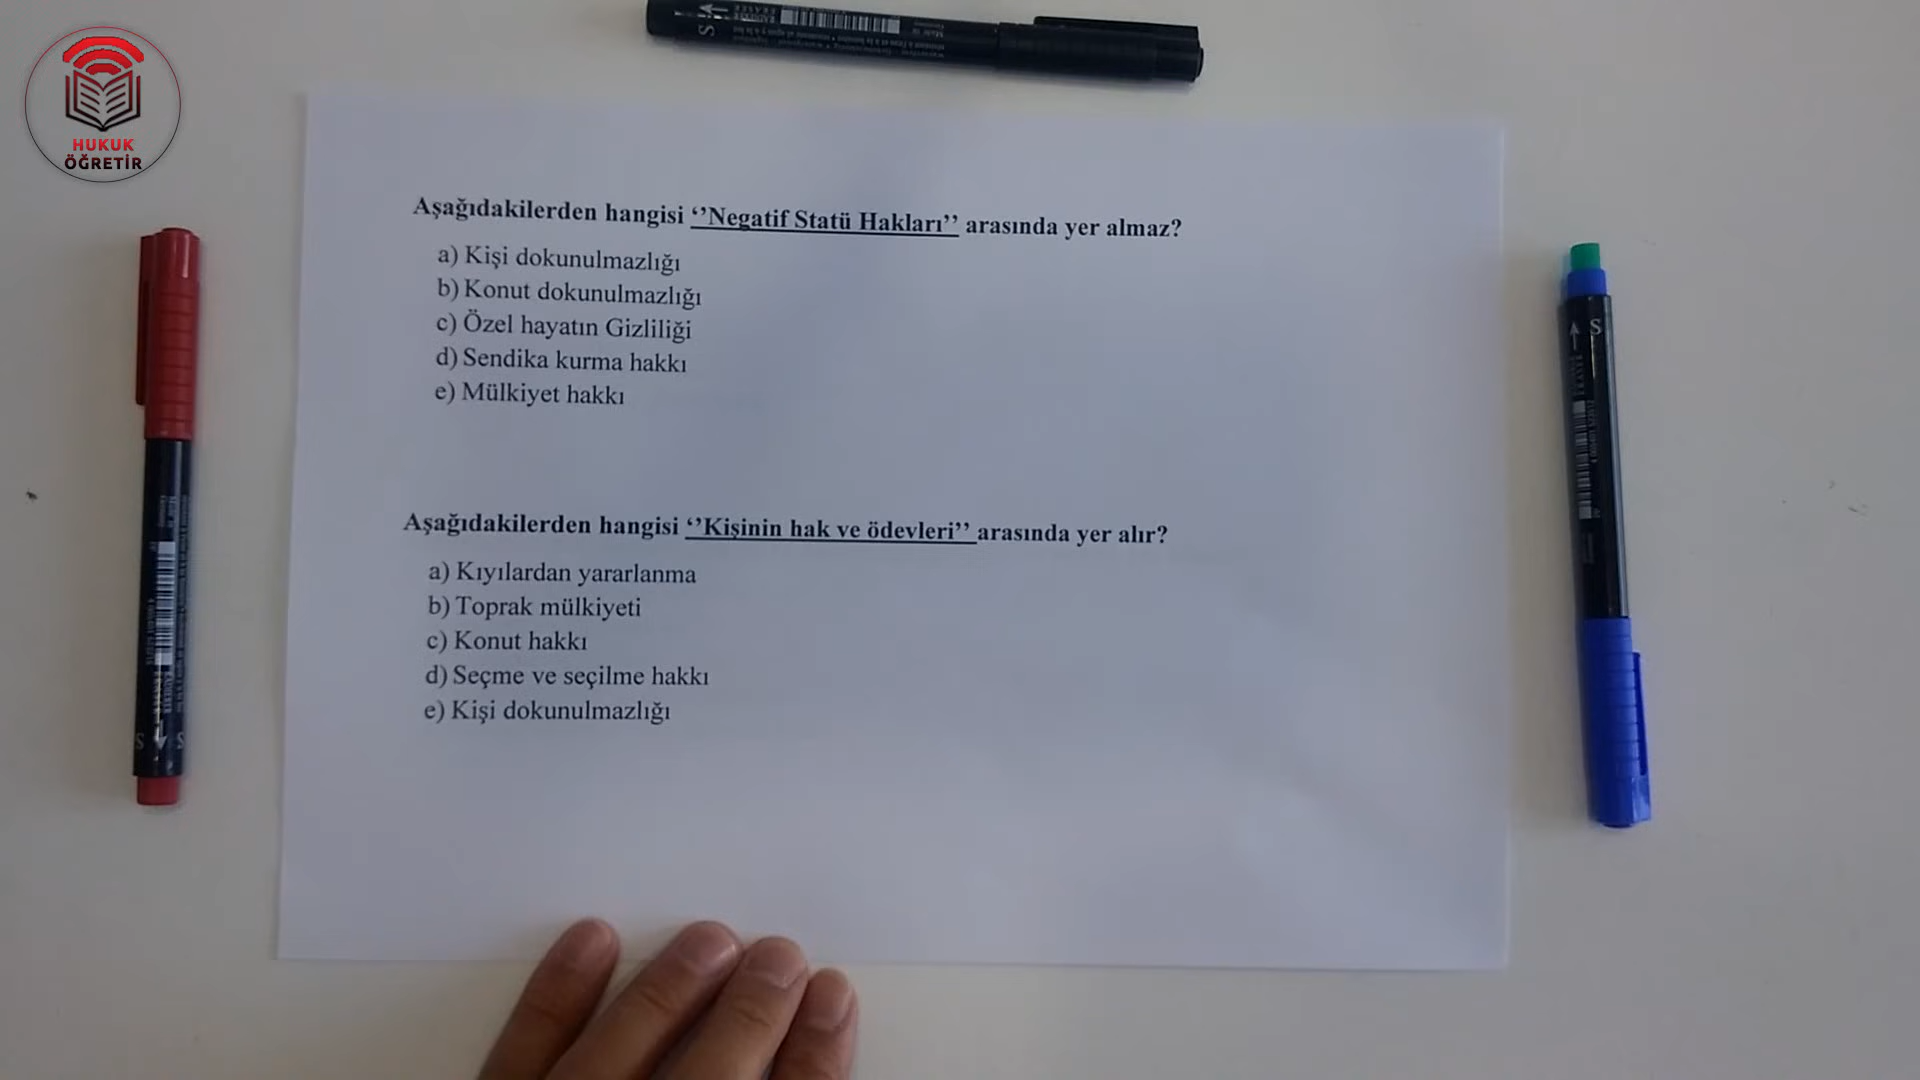 HUKUK
ÖĞRETİR
Aşağıdakilerden hangisi ‘’Negatif Statü Hakları’’ arasında yer almaz?
a) Kişi dokunulmazlığı
b) Konut dokunulmazlığı
c) Özel hayatın Gizliliği
d) Sendika kurma hakkı
e) Mülkiyet hakkı
Aşağıdakilerden hangisi ‘’Kişinin hak ve ödevleri’’ arasında yer alır?
a) Kıyılardan yararlanma
b) Toprak mülkiyeti
c) Konut hakkı
d) Seçme ve seçilme hakkı
e) Kişi dokunulmazlığı
S
S
S
S